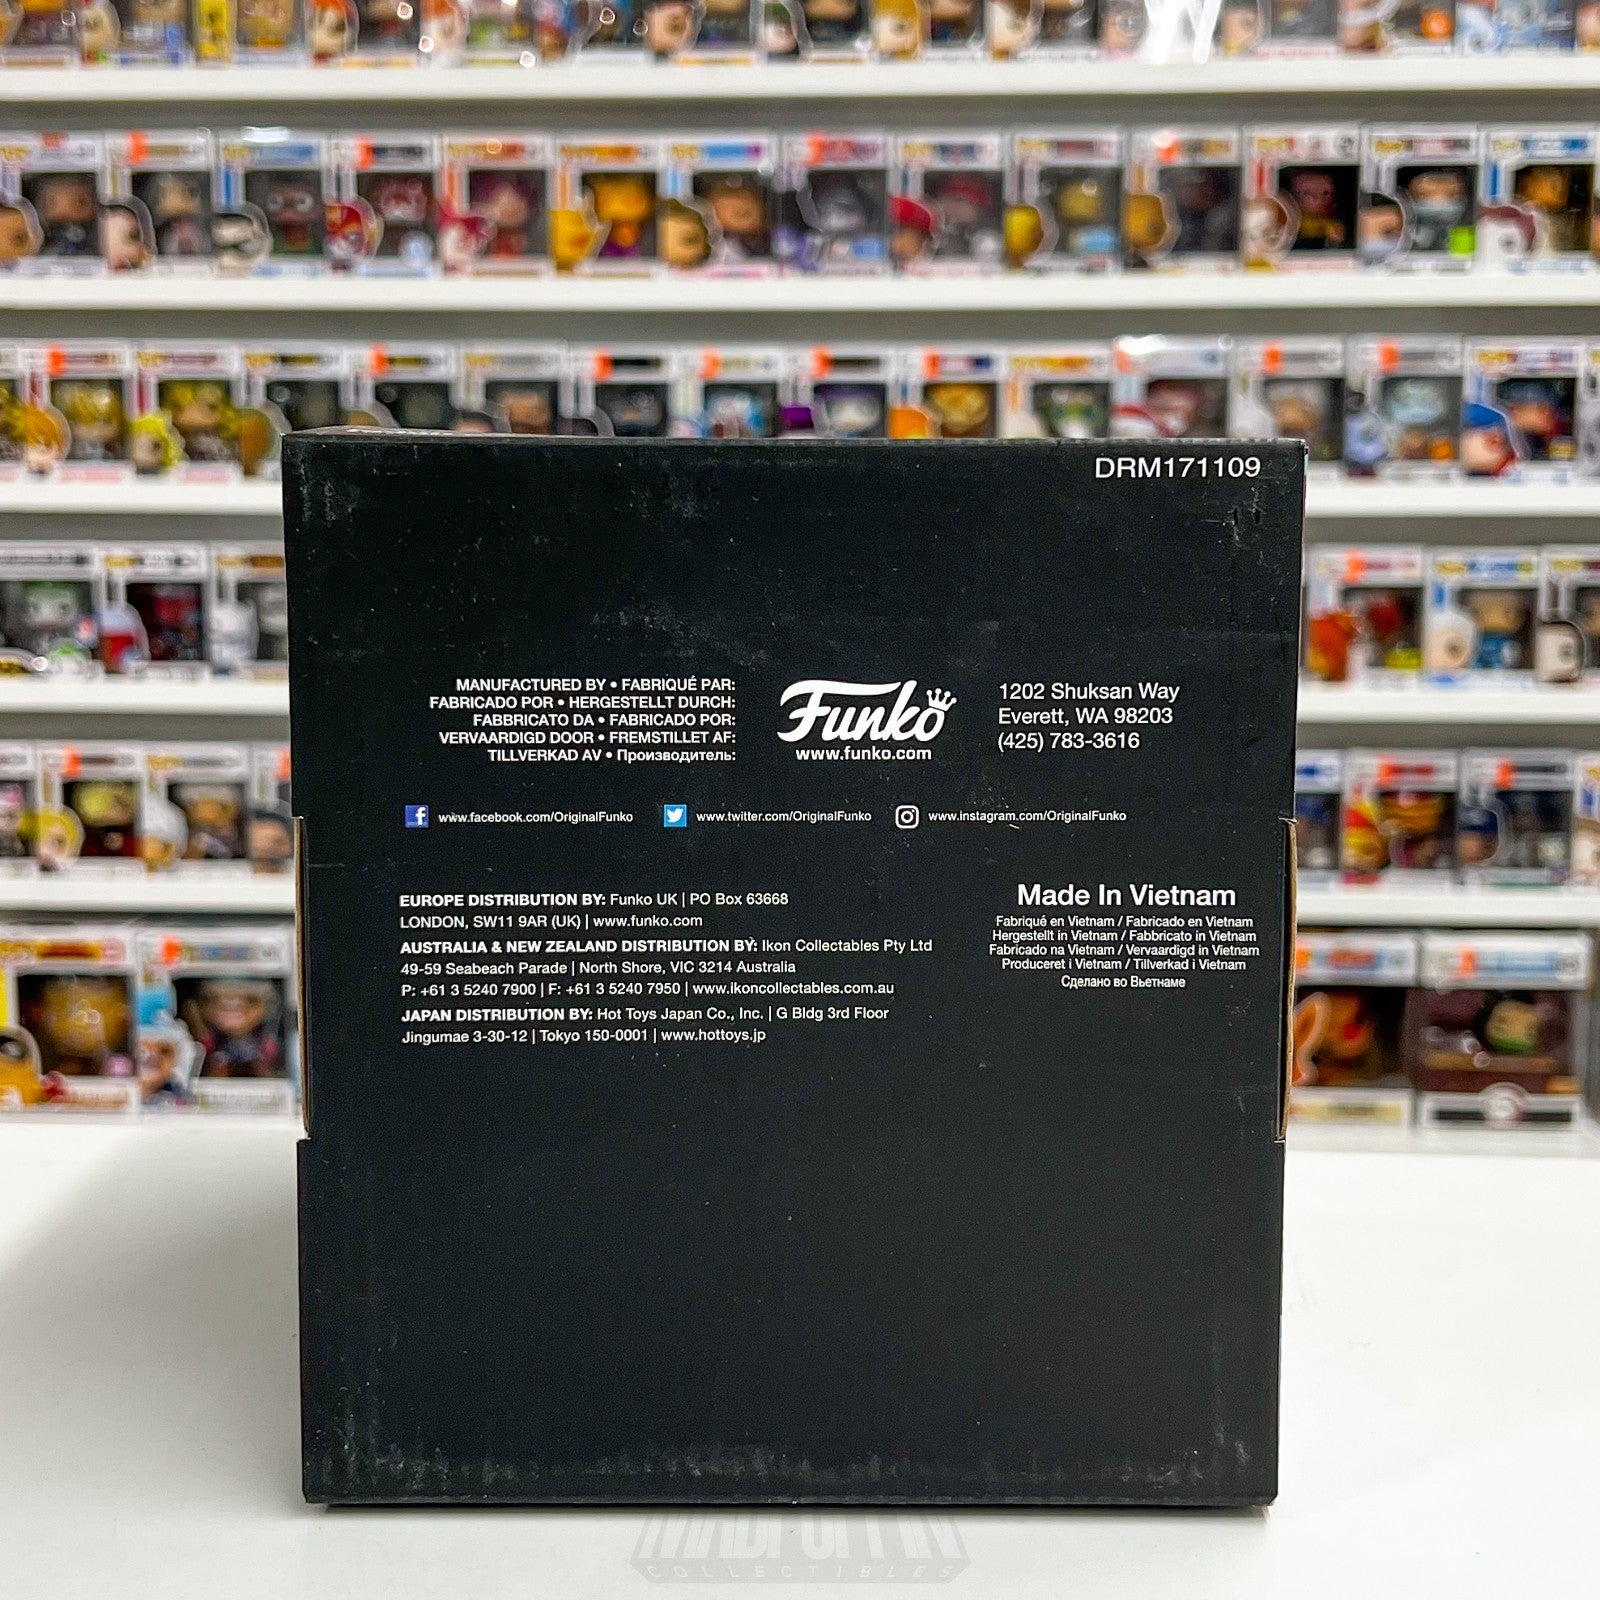 DRM171109
MANUFACTURED BY • FABRIQUÉ PAR:
FABRICADO POR • HERGESTELLT DURCH:
FABBRICATO DA • FABRICADO POR:
VERVAARDIGD DOOR • FREMSTILLET AF:
TILLVERKAD AV • Производитель:
Funko
www.funko.com
1202 Shuksan Way
Everett, WA 98203
(425) 783-3616
www.facebook.com/OriginalFunko
www.twitter.com/OriginalFunko
www.instagram.com/OriginalFunko
EUROPE DISTRIBUTION BY: Funko UK | PO Box 63668
LONDON, SW11 9AR (UK) | www.funko.com
AUSTRALIA & NEW ZEALAND DISTRIBUTION BY: Ikon Collectables Pty Ltd
49-59 Seabeach Parade | North Shore, VIC 3214 Australia
P: +61 3 5240 7900 | F: +61 3 5240 7950 | www.ikoncollectables.com.au
JAPAN DISTRIBUTION BY: Hot Toys Japan Co., Inc. | G Bldg 3rd Floor
Jingumae 3-30-12 | Tokyo 150-0001 | www.hottoys.jp
Made In Vietnam
Fabriqué en Vietnam / Fabricado en Vietnam
Hergestellt in Vietnam / Fabbricato in Vietnam
Fabricado na Vietnam / Vervaardigd in Vietnam
Produceret i Vietnam / Tillverkad i Vietnam
Сделано во Вьетнаме
COLLECTIBLES